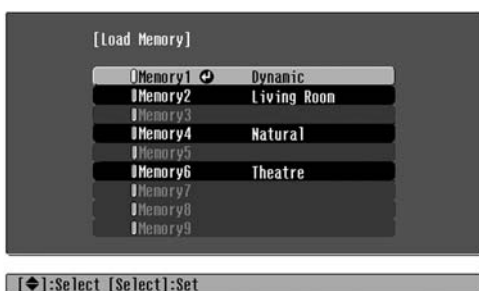 [Load Memory]
Memory1 Dynamic
Memory2 Living Room
Memory3
Memory4 Natural
Memory5
Memory6 Theatre
Memory7
Memory8
Memory9
[◆]:Select [Select]:Set